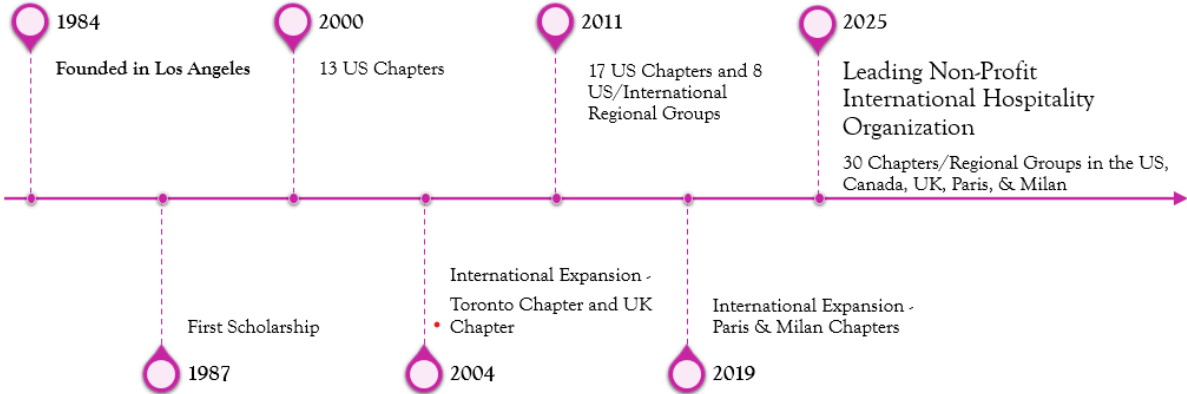 1984
Founded in Los Angeles
2000
13 US Chapters
2011
17 US Chapters and 8
US/International
Regional Groups
2025
Leading Non-Profit
International Hospitality
Organization
30 Chapters/Regional Groups in the US,
Canada, UK, Paris, & Milan
First Scholarship
1987
International Expansion -
Toronto Chapter and UK
• Chapter
2004
International Expansion -
Paris & Milan Chapters
2019